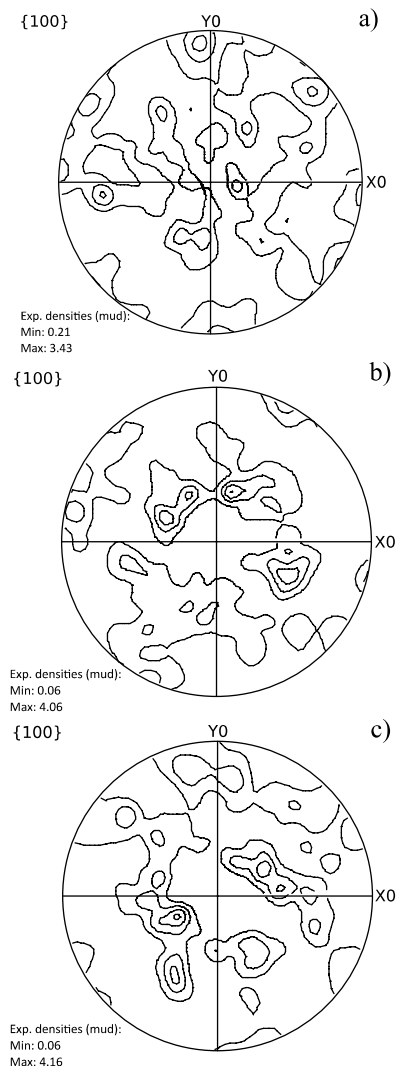 {100}
Y0
a)
X0
Exp. densities (mud):
Min: 0.21
Max: 3.43
{100}
Y0
b)
X0
Exp. densities (mud):
Min: 0.06
Max: 4.06
{100}
Y0
c)
X0
Exp. densities (mud):
Min: 0.06
Max: 4.16